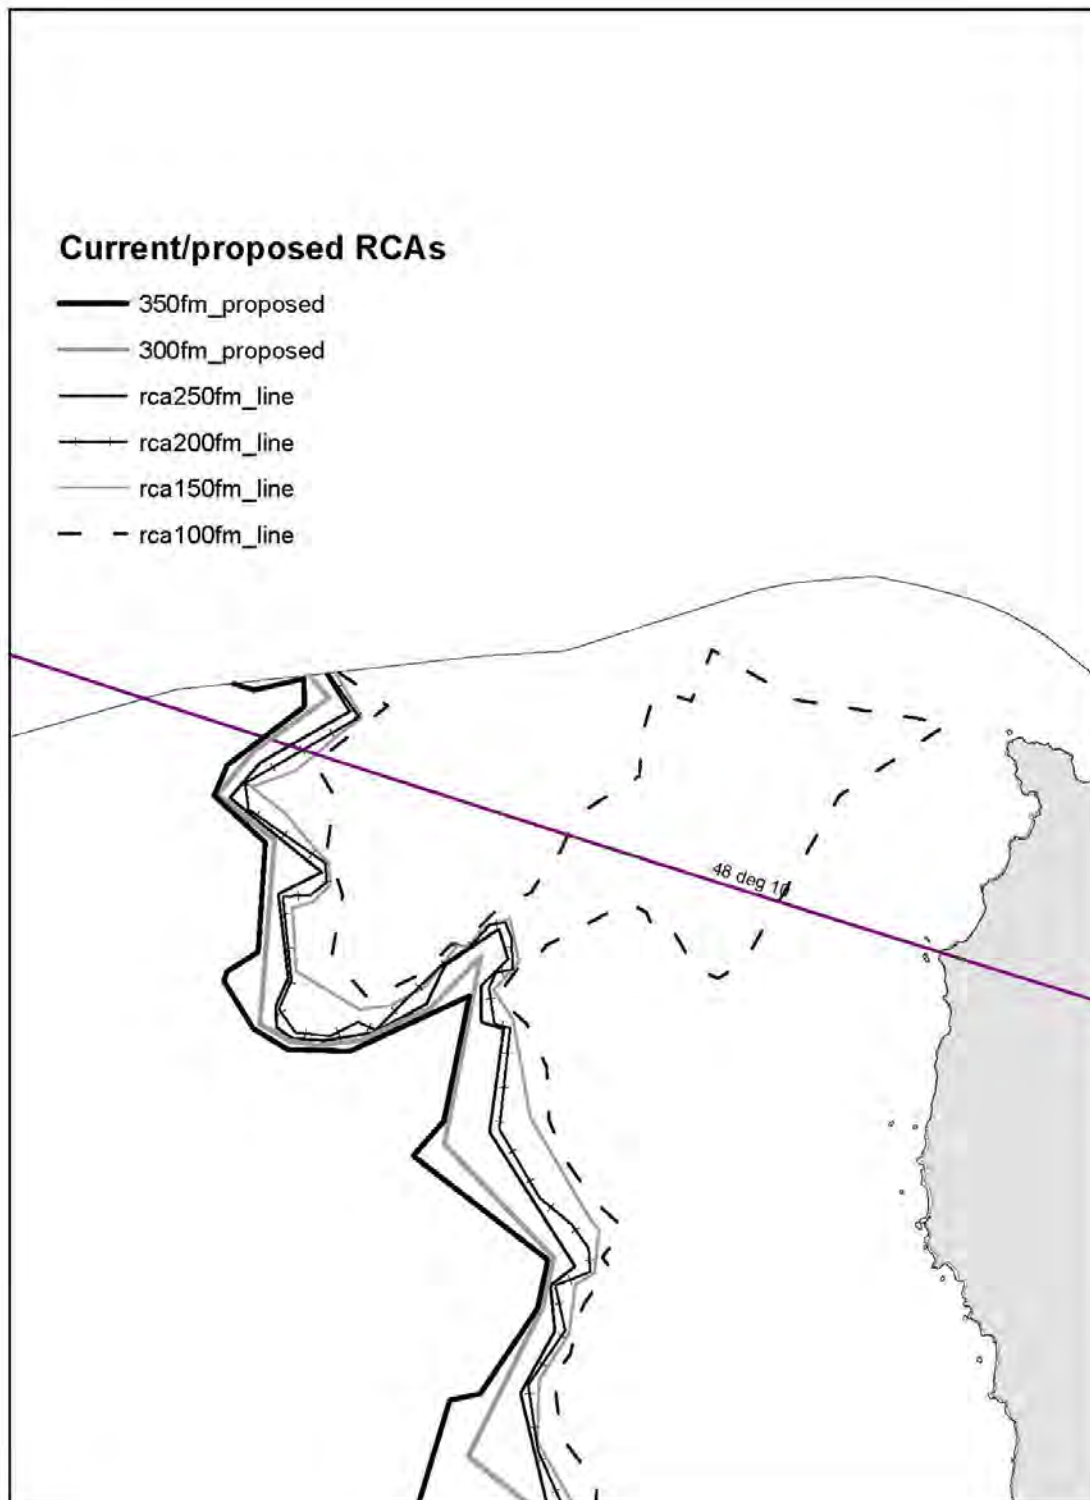 Current/proposed RCAs
350fm_proposed
300fm_proposed
rca250fm_line
rca200fm_line
rca150fm_line
rca100fm_line
48 deg 10